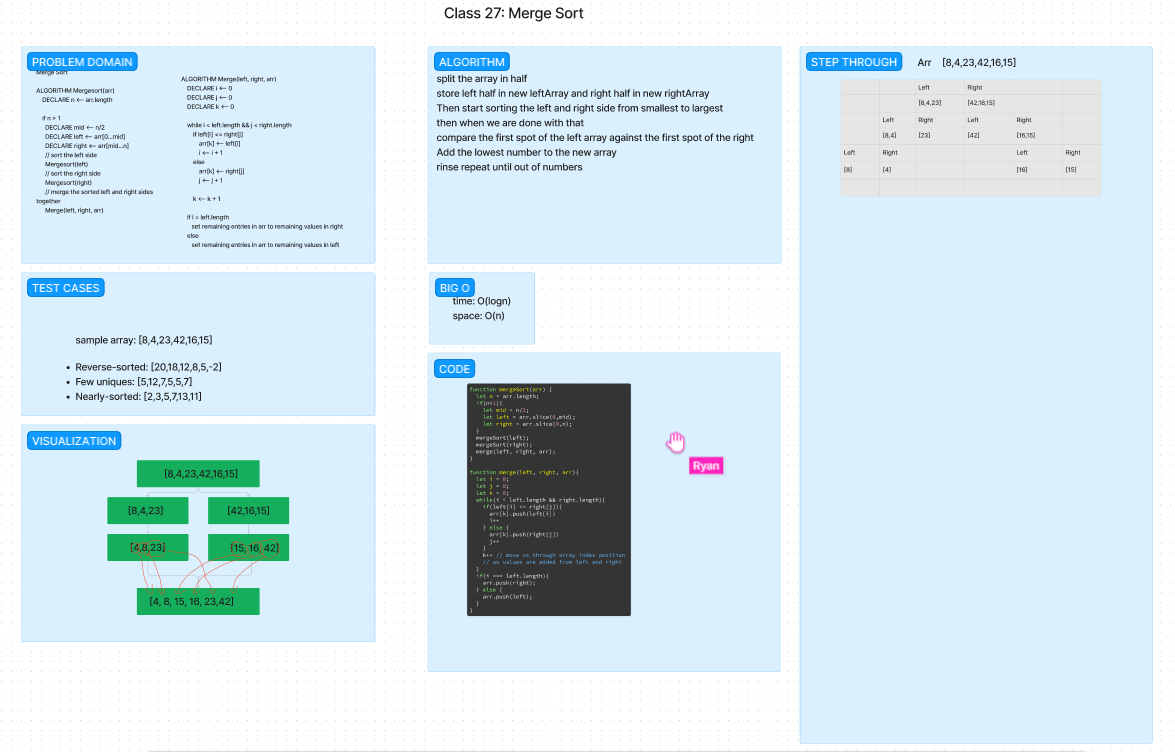 Class 27: Merge Sort
PROBLEM DOMAIN
Merge Sort
ALGORITHM Mergesort(arr)
DECLARE n <-- arr.length
if n > 1
DECLARE mid <-- n/2
DECLARE left <-- arr[0...mid]
DECLARE right <-- arr[mid...n]
// sort the left side
Mergesort(left)
// sort the right side
Mergesort(right)
// merge the sorted left and right sides
together
Merge(left, right, arr)
ALGORITHM Merge(left, right, arr)
DECLARE i <-- 0
DECLARE j <-- 0
DECLARE k <-- 0
while i < left.length && j < right.length
if left[i] <= right[j]
arr[k] <-- left[i]
i <-- i + 1
else
arr[k] <-- right[j]
j <-- j + 1
k <-- k + 1
if i = left.length
set remaining entries in arr to remaining values in right
else
set remaining entries in arr to remaining values in left
TEST CASES
sample array: [8,4,23,42,16,15]
• Reverse-sorted: [20,18,12,8,5,-2]
• Few uniques: [5,12,7,5,5,7]
• Nearly-sorted: [2,3,5,7,13,11]
VISUALIZATION
[8,4,23,42,16,15]
[8,4,23] [42,16,15]
[4,8,23] [15, 16, 42]
[4, 8, 15, 16, 23,42]
ALGORITHM
split the array in half
store left half in new leftArray and right half in new rightArray
Then start sorting the left and right side from smallest to largest
then when we are done with that
compare the first spot of the left array against the first spot of the right
Add the lowest number to the new array
rinse repeat until out of numbers
BIG O
time: O(logn)
space: O(n)
CODE
function mergeSort(arr) {
let n = arr.length;
if(n>1){
let mid = n/2;
let left = arr.slice(0,mid);
let right = arr.slice(0,n);
}
mergeSort(left);
mergeSort(right);
merge(left, right, arr);
}
function merge(left, right, arr){
let i = 0;
let j = 0;
let k = 0;
while(i < left.length && right.length){
if(left[i] <= right[j]){
arr[k].push(left[i])
i++
} else {
arr[k].push(right[j])
j++
}
k++ // move us through array index position
// as values are added from left and right
}
if(i === left.length){
arr.push(right);
} else {
arr.push(left);
}
}
Ryan
STEP THROUGH
Arr [8,4,23,42,16,15]
Left Right
[8,4,23] [42,16,15]
Left Right Left Right
[8,4] [23] [42] [16,15]
Left Right Left Right
[8] [4] [16] [15]